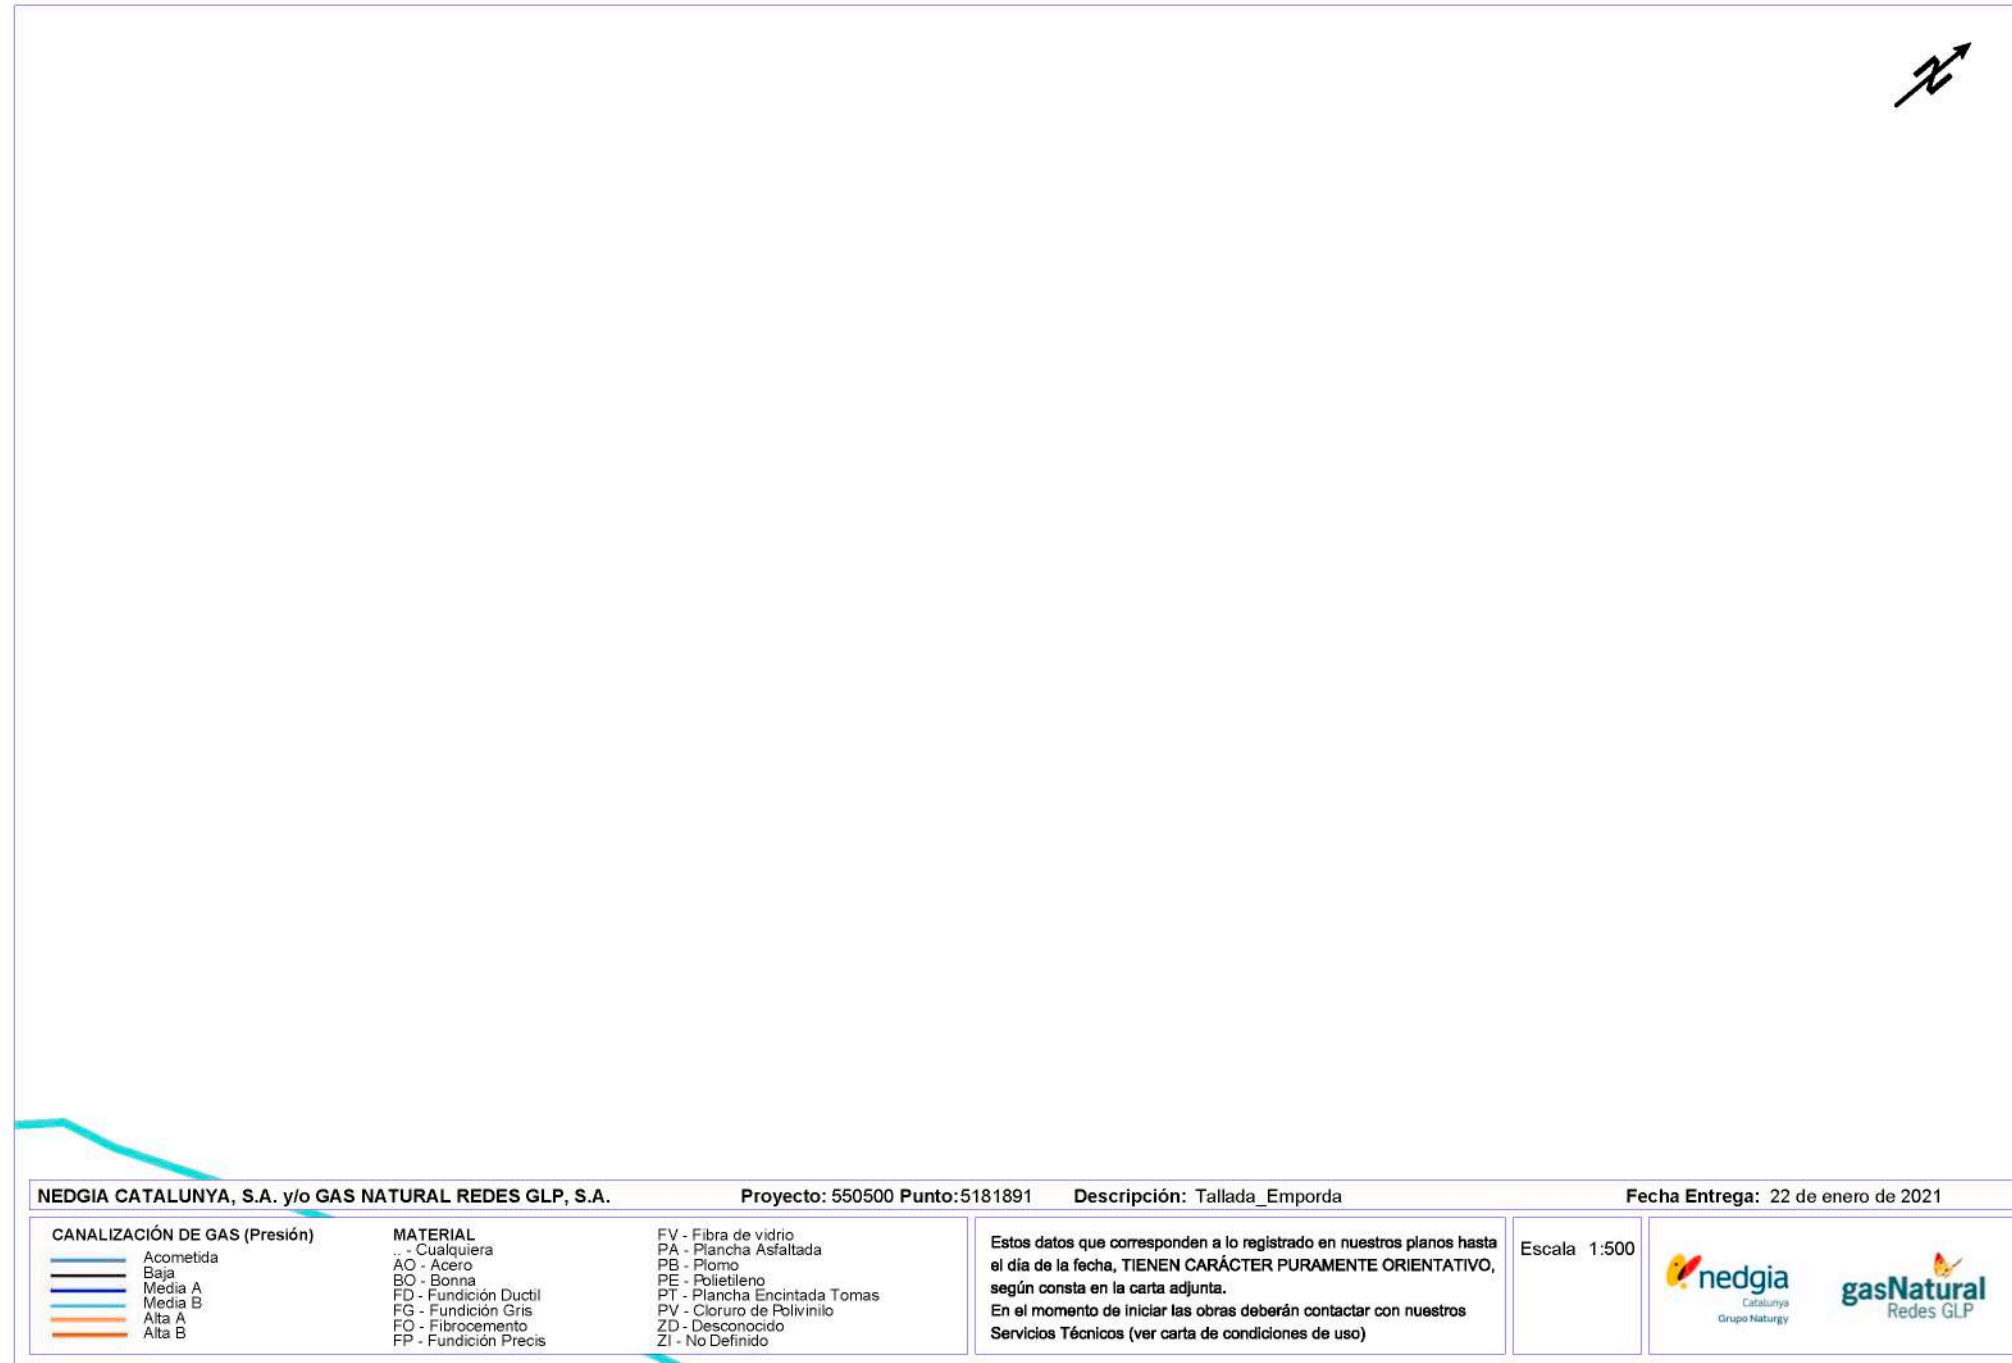 NEDGIA CATALUNYA, S.A. y/o GAS NATURAL REDES GLP, S.A. Proyecto: 550500 Punto:5181891 Descripción: Tallada_Emporda Fecha Entrega: 22 de enero de 2021
CANALIZACIÓN DE GAS (Presión)
Acometida
Baja
Media A
Media B
Alta A
Alta B
MATERIAL
.. - Cualquiera
AO - Acero
BO - Bonna
FD - Fundición Ductil
FG - Fundición Gris
FO - Fibrocemento
FP - Fundición Precis
FV - Fibra de vidrio
PA - Plancha Asfaltada
PB - Plomo
PE - Polietileno
PT - Plancha Encintada Tomas
PV - Cloruro de Polivinilo
ZD - Desconocido
ZI - No Definido
Estos datos que corresponden a lo registrado en nuestros planos hasta
el día de la fecha, TIENEN CARÁCTER PURAMENTE ORIENTATIVO,
según consta en la carta adjunta.
En el momento de iniciar las obras deberán contactar con nuestros
Servicios Técnicos (ver carta de condiciones de uso)
Escala 1:500
nedgia
Catalunya
Grupo Naturgy
gasNatural
Redes GLP